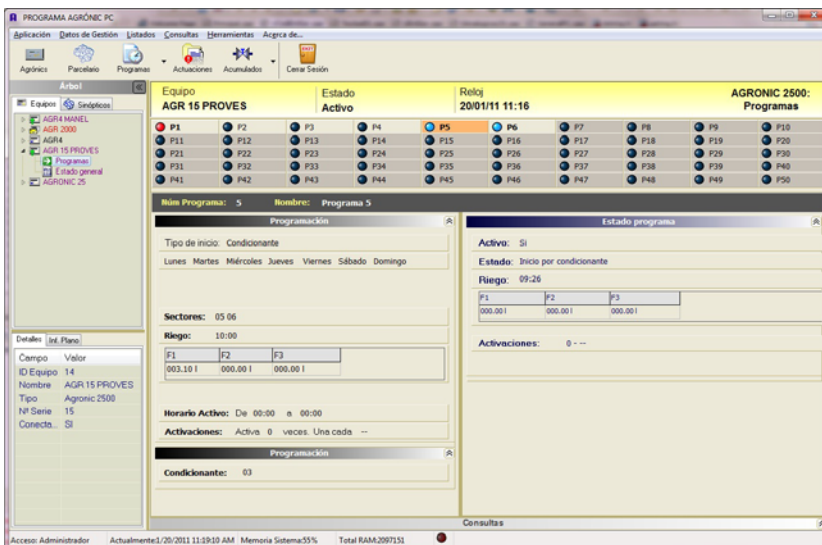 PROGRAMA AGRÓNIC PC
Aplicación Datos de Gestión Listados Consultas Herramientas Acerca de...
Agrónics Parcelario Programas Actuaciones Acumulados Cerrar Sesión
Árbol
Equipos Sinópticos
AGR4 MANEL
AGR 2000
AGR4
AGR 15 PROVES
Programas
Estado general
AGRONIC 25
Detalles Inf. Plano
Campo Valor
ID Equipo 14
Nombre AGR 15 PROVES
Tipo Agronic 2500
Nº Serie 15
Conecta... SI
Equipo Estado Reloj AGRONIC 2500:
AGR 15 PROVES Activo 20/01/11 11:16 Programas
P1 P2 P3 P4 P5 P6 P7 P8 P9 P10
P11 P12 P13 P14 P15 P16 P17 P18 P19 P20
P21 P22 P23 P24 P25 P26 P27 P28 P29 P30
P31 P32 P33 P34 P35 P36 P37 P38 P39 P40
P41 P42 P43 P44 P45 P46 P47 P48 P49 P50
Núm Programa: 5 Nombre: Programa 5
Programación
Tipo de inicio: Condicionante
Lunes Martes Miércoles Jueves Viernes Sábado Domingo
Sectores: 05 06
Riego: 10:00
F1 F2 F3
003.10 l 000.00 l 000.00 l
Horario Activo: De 00:00 a 00:00
Activaciones: Activa 0 veces. Una cada --
Programación
Condicionante: 03
Estado programa
Activo: Si
Estado: Inicio por condicionante
Riego: 09:26
F1 F2 F3
000.00 l 000.00 l 000.00 l
Activaciones: 0 - --
Consultas
Acceso: Administrador Actualmente:1/20/2011 11:19:10 AM Memoria Sistema:55% Total RAM:2097151